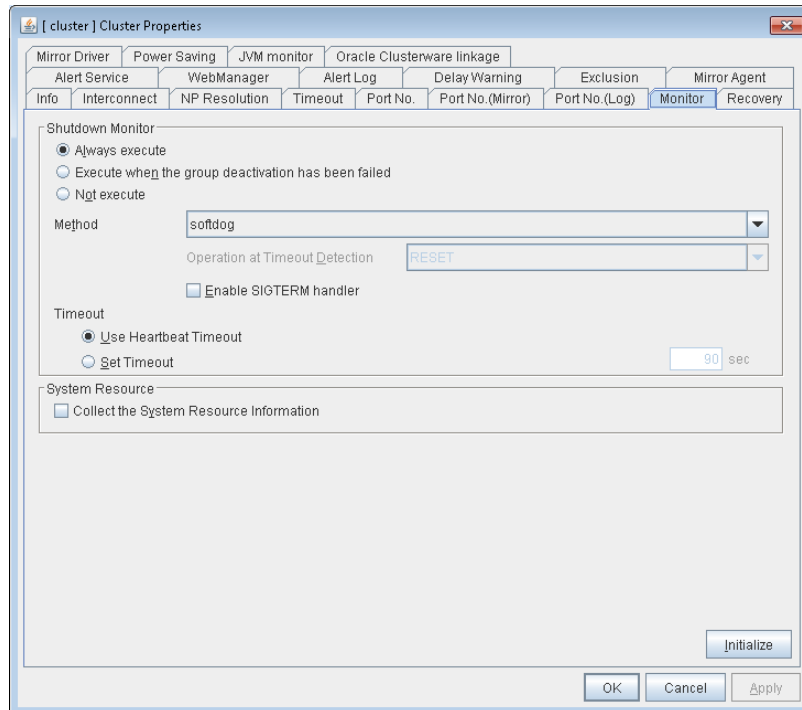 [ cluster ] Cluster Properties
Mirror Driver Power Saving JVM monitor Oracle Clusterware linkage
Alert Service WebManager Alert Log Delay Warning Exclusion Mirror Agent
Info Interconnect NP Resolution Timeout Port No. Port No.(Mirror) Port No.(Log) Monitor Recovery
Shutdown Monitor
Always execute
Execute when the group deactivation has been failed
Not execute
Method softdog
Operation at Timeout Detection RESET
Enable SIGTERM handler
Timeout
Use Heartbeat Timeout
Set Timeout 90 sec
System Resource
Collect the System Resource Information
Initialize
OK Cancel Apply